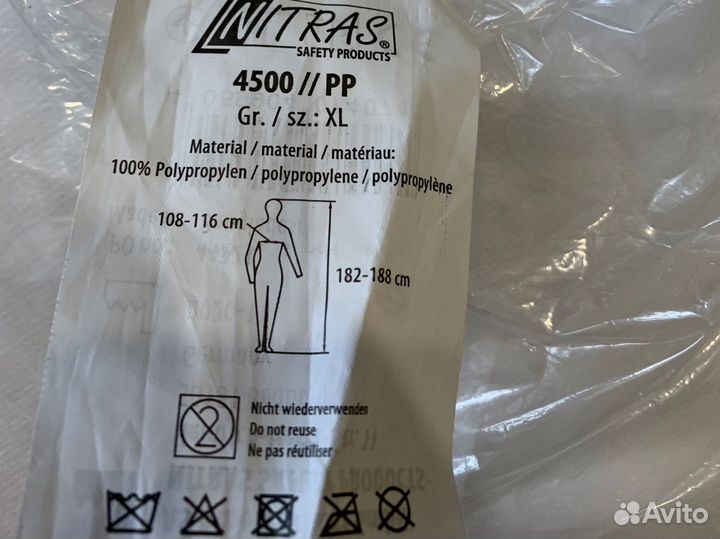 NITRAS®
SAFETY PRODUCTS
4500 // PP
Gr. / sz.: XL
Material / material / matériau:
100% Polypropylen / polypropylene / polypropylène
108-116 cm
182-188 cm
2
Nicht wiederverwenden
Do not reuse
Ne pas réutiliser
Avito